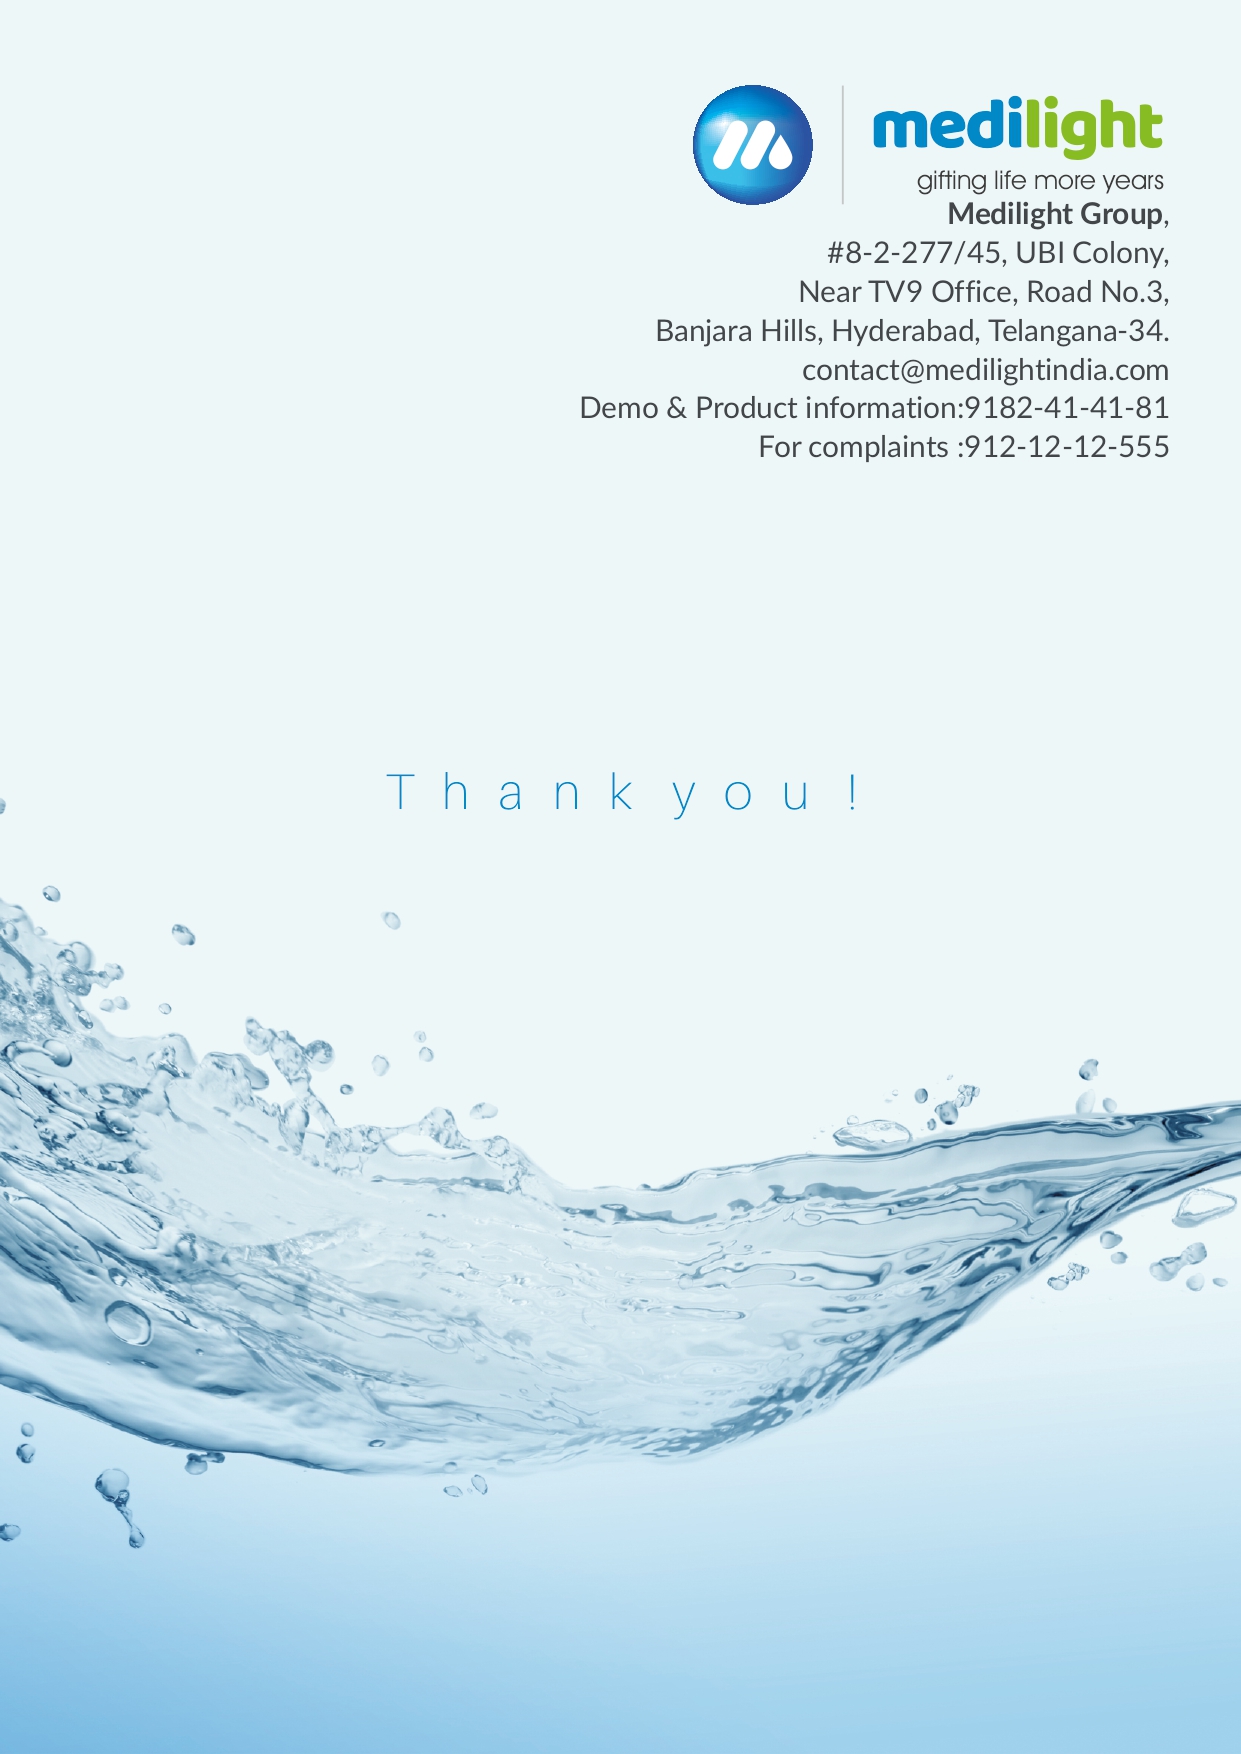 medilight
gifting life more years
Medilight Group,
#8-2-277/45, UBI Colony,
Near TV9 Office, Road No.3,
Banjara Hills, Hyderabad, Telangana-34.
contact@medilightindia.com
Demo & Product information:9182-41-41-81
For complaints :912-12-12-555
Thank you!